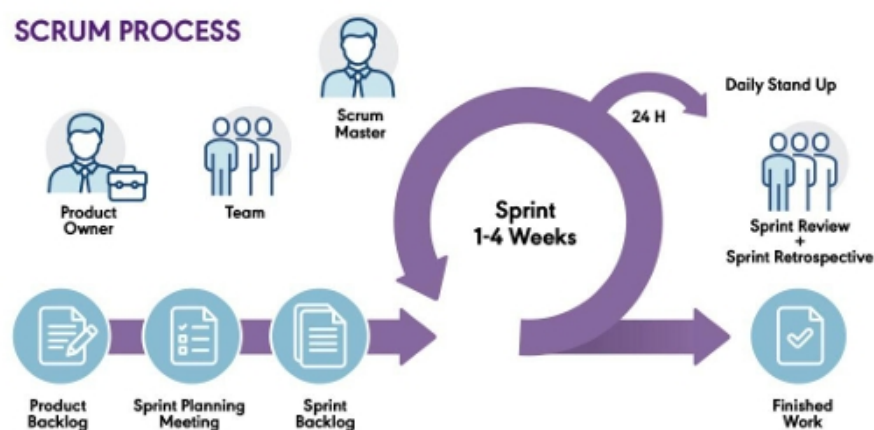 SCRUM PROCESS
Scrum
Master
Product
Owner
Team
24 H
Daily Stand Up
Sprint
1-4 Weeks
Sprint Review
+
Sprint Retrospective
Product
Backlog
Sprint Planning
Meeting
Sprint
Backlog
Finished
Work